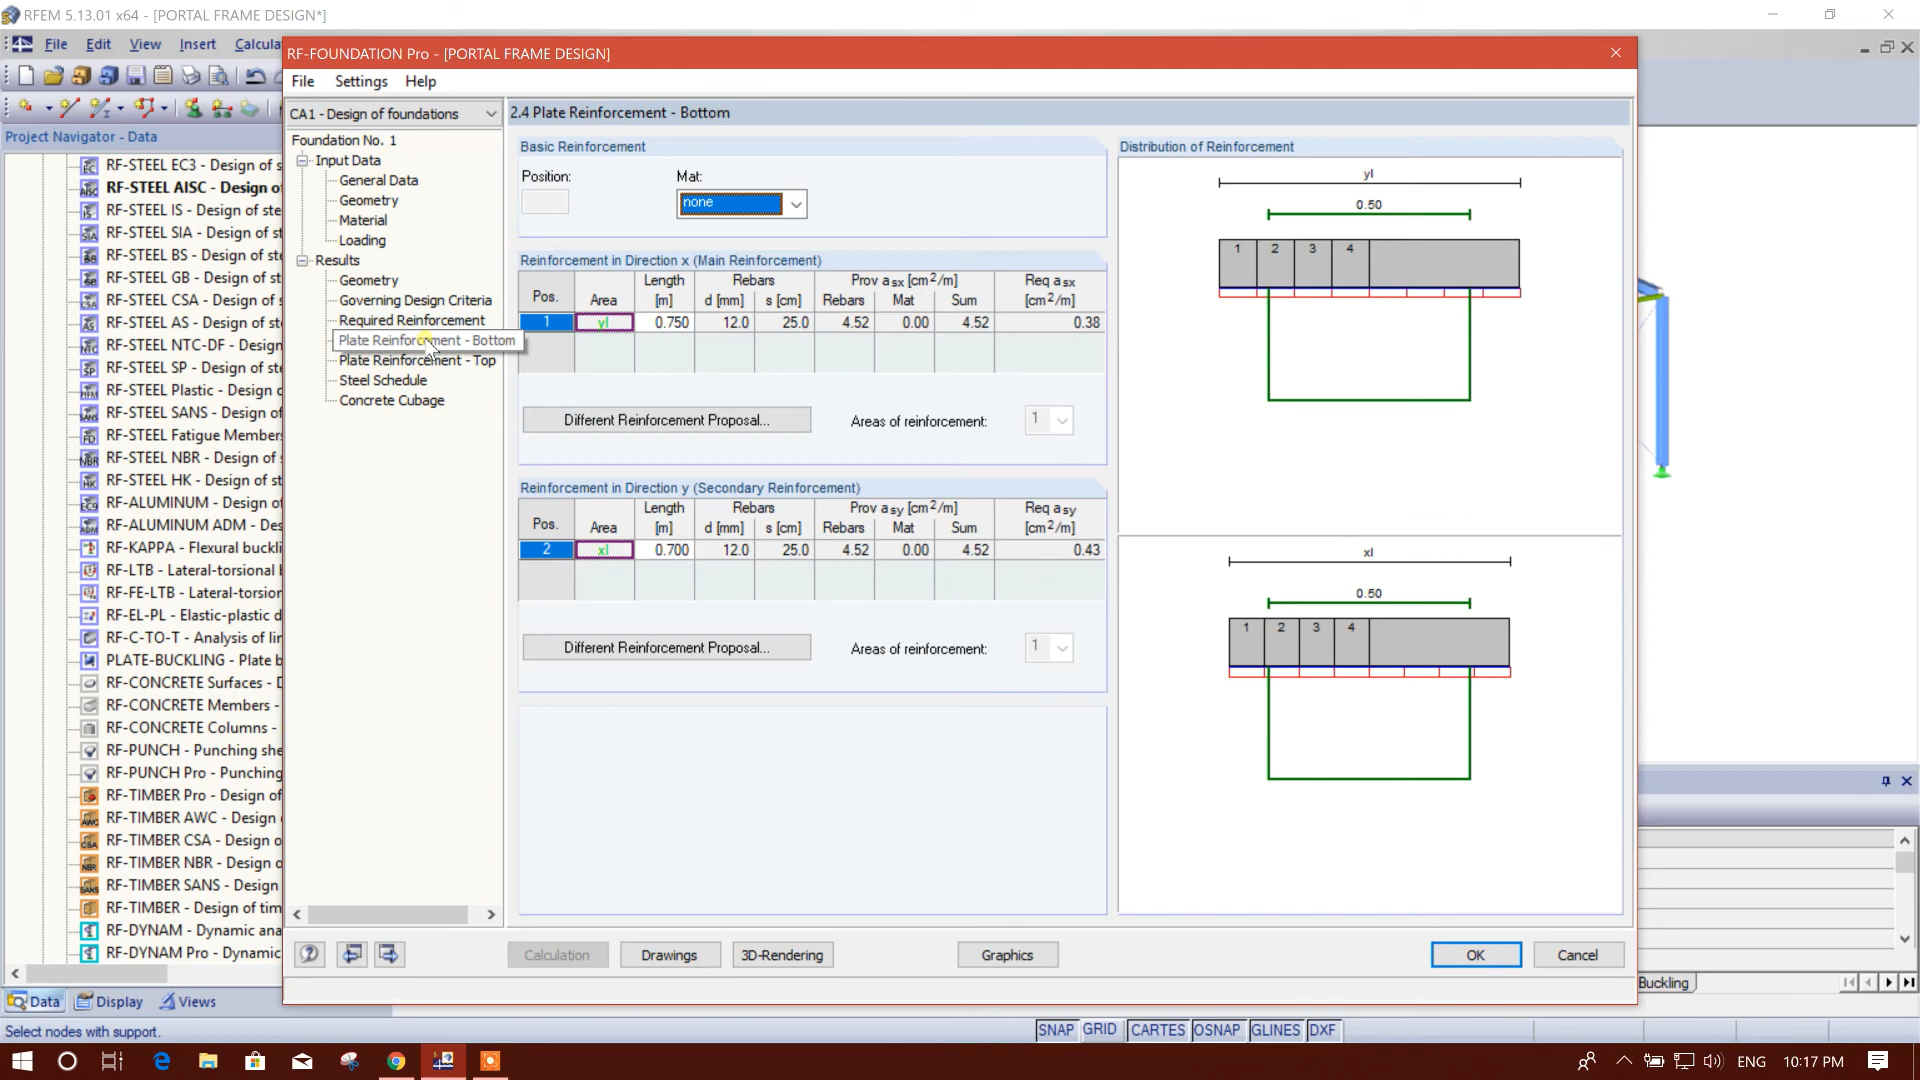 RFEM 5.13.01 x64 - [PORTAL FRAME DESIGN*]
File Edit View Insert Calcula
Project Navigator - Data
RF-STEEL EC3 - Design of s
RF-STEEL AISC - Design o
RF-STEEL IS - Design of ste
RF-STEEL SIA - Design of s
RF-STEEL BS - Design of ste
RF-STEEL GB - Design of st
RF-STEEL CSA - Design of s
RF-STEEL AS - Design of st
RF-STEEL NTC-DF - Design
RF-STEEL SP - Design of st
RF-STEEL Plastic - Design o
RF-STEEL SANS - Design of
RF-STEEL Fatigue Members
RF-STEEL NBR - Design of s
RF-STEEL HK - Design of st
RF-ALUMINUM - Design of
RF-ALUMINUM ADM - Des
RF-KAPPA - Flexural buckli
RF-LTB - Lateral-torsional b
RF-FE-LTB - Lateral-torsion
RF-EL-PL - Elastic-plastic d
RF-C-TO-T - Analysis of lin
PLATE-BUCKLING - Plate b
RF-CONCRETE Surfaces - D
RF-CONCRETE Members -
RF-CONCRETE Columns -
RF-PUNCH - Punching she
RF-PUNCH Pro - Punching
RF-TIMBER Pro - Design of
RF-TIMBER AWC - Design
RF-TIMBER CSA - Design o
RF-TIMBER NBR - Design of
RF-TIMBER SANS - Design
RF-TIMBER - Design of tim
RF-DYNAM - Dynamic ana
RF-DYNAM Pro - Dynamic
Data Display Views
RF-FOUNDATION Pro - [PORTAL FRAME DESIGN]
File Settings Help
CA1 - Design of foundations
Foundation No. 1
Input Data
General Data
Geometry
Material
Loading
Results
Geometry
Governing Design Criteria
Required Reinforcement
Plate Reinforcement - Bottom
Plate Reinforcement - Top
Steel Schedule
Concrete Cubage
2.4 Plate Reinforcement - Bottom
Basic Reinforcement
Position: Mat:
none
Reinforcement in Direction x (Main Reinforcement)
Length Rebars Prov a sx [cm2/m] Req a sx
Pos. Area [m] d [mm] s [cm] Rebars Mat Sum [cm2/m]
1 yl 0.750 12.0 25.0 4.52 0.00 4.52 0.38
Different Reinforcement Proposal... Areas of reinforcement: 1
Reinforcement in Direction y (Secondary Reinforcement)
Length Rebars Prov a sy [cm2/m] Req a sy
Pos. Area [m] d [mm] s [cm] Rebars Mat Sum [cm2/m]
2 xl 0.700 12.0 25.0 4.52 0.00 4.52 0.43
Different Reinforcement Proposal... Areas of reinforcement: 1
Distribution of Reinforcement
yl
0.50
1 2 3 4
xl
0.50
1 2 3 4
Calculation Drawings 3D-Rendering Graphics OK Cancel
Buckling
Select nodes with support.
SNAP GRID CARTES OSNAP GLINES DXF
ENG 10:17 PM